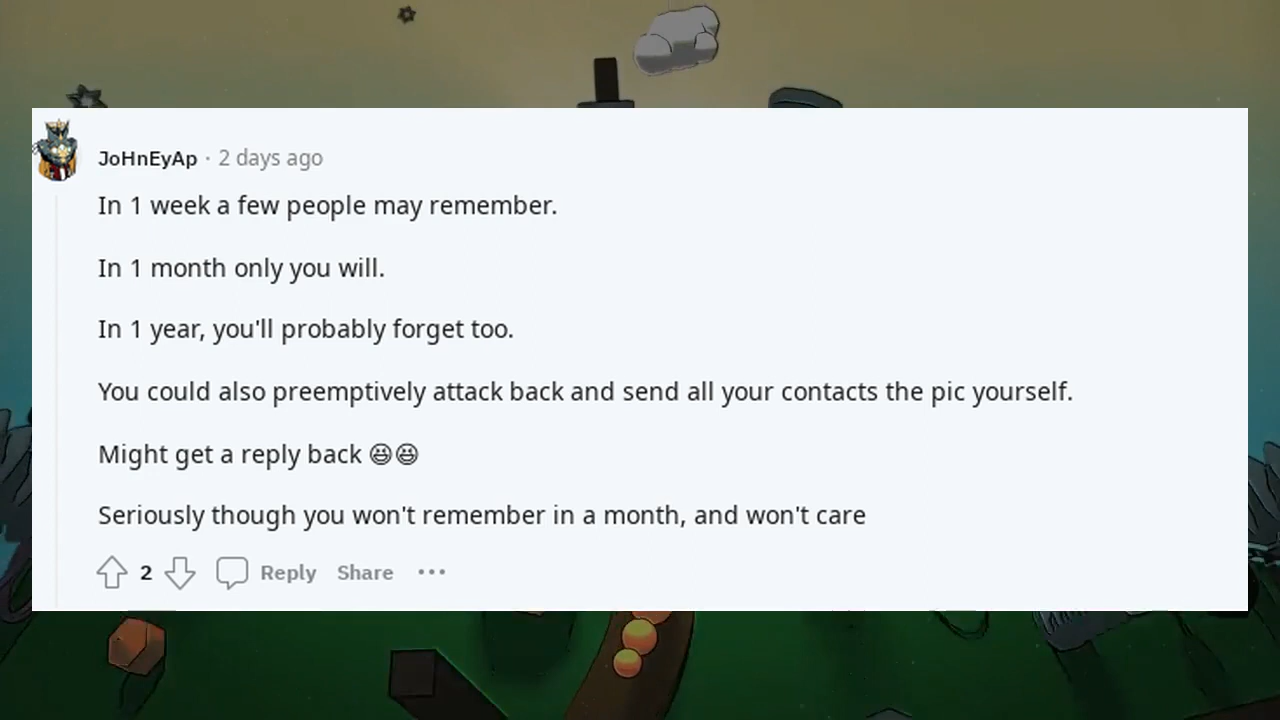 JoHnEyAp · 2 days ago
In 1 week a few people may remember.
In 1 month only you will.
In 1 year, you'll probably forget too.
You could also preemptively attack back and send all your contacts the pic yourself.
Might get a reply back 😆😆
Seriously though you won't remember in a month, and won't care
2 Reply Share ···